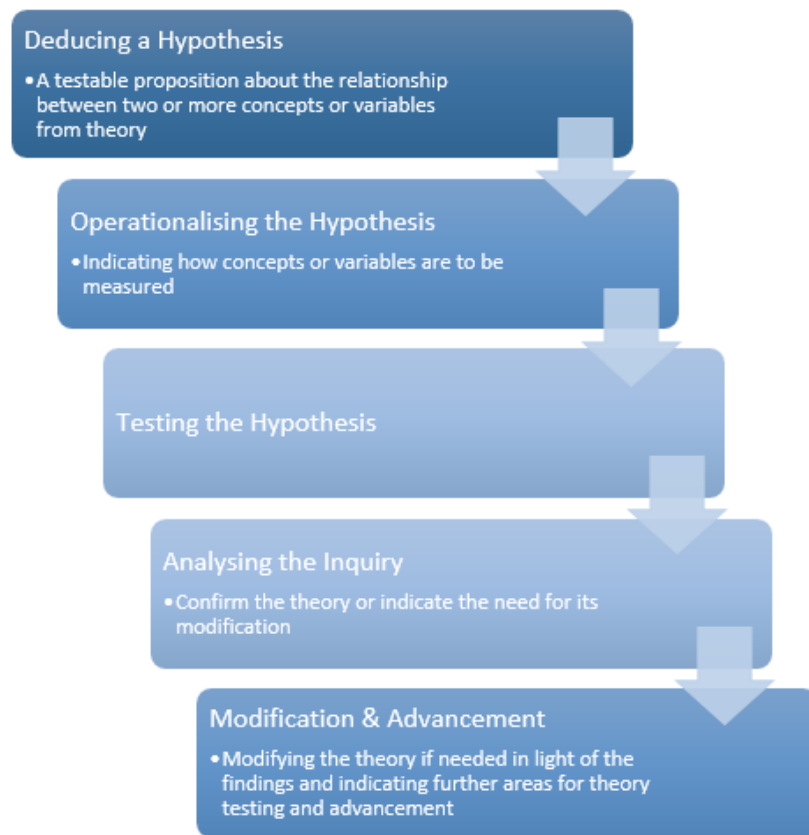 Deducing a Hypothesis
•A testable proposition about the relationship
between two or more concepts or variables
from theory
Operationalising the Hypothesis
•Indicating how concepts or variables are to be
measured
Testing the Hypothesis
Analysing the Inquiry
•Confirm the theory or indicate the need for its
modification
Modification & Advancement
•Modifying the theory if needed in light of the
findings and indicating further areas for theory
testing and advancement